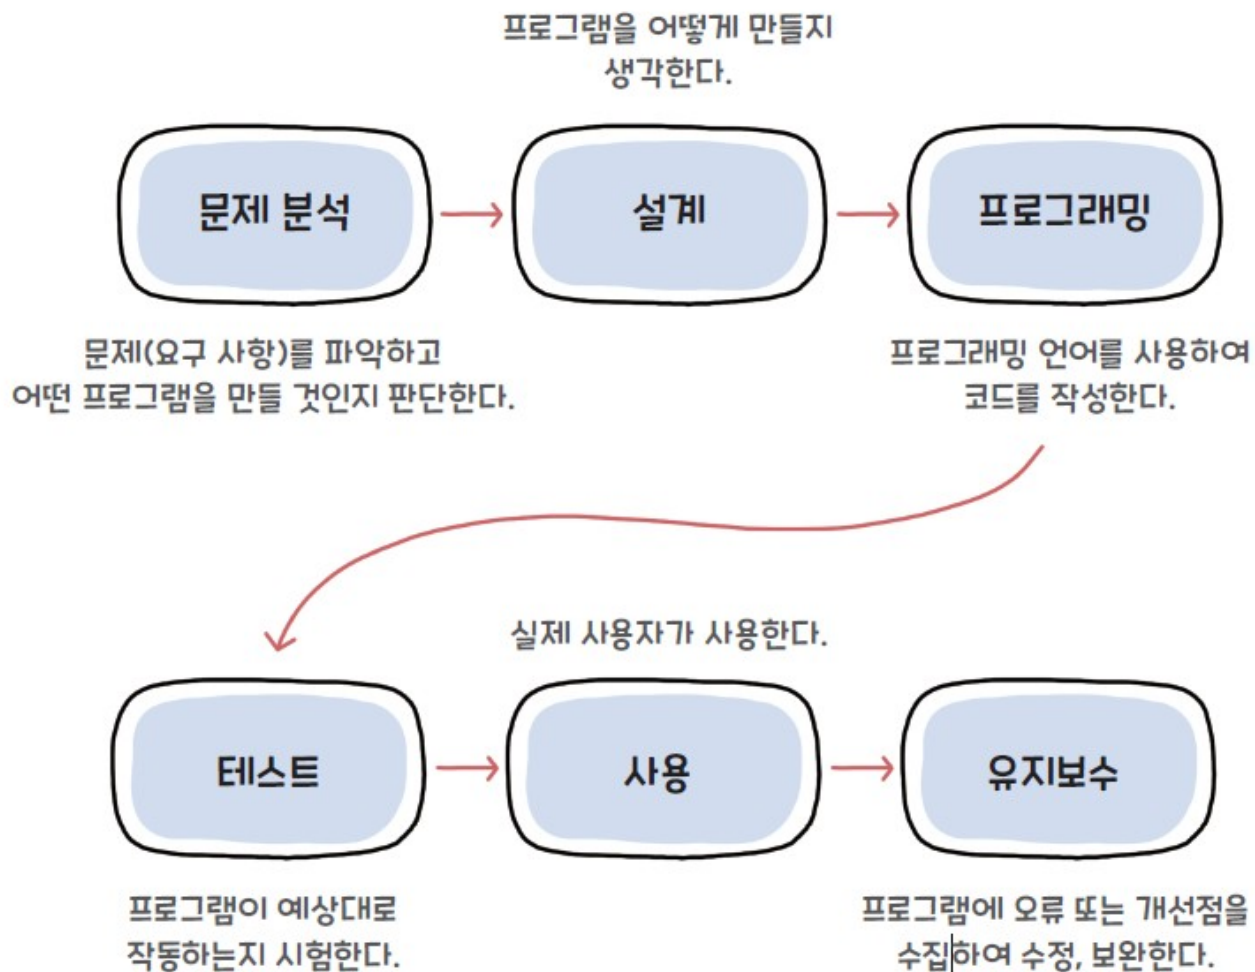 프로그램을 어떻게 만들지
생각한다.
문제 분석
설계
프로그래밍
문제(요구 사항)를 파악하고
어떤 프로그램을 만들 것인지 판단한다.
프로그래밍 언어를 사용하여
코드를 작성한다.
실제 사용자가 사용한다.
테스트
사용
유지보수
프로그램이 예상대로
작동하는지 시험한다.
프로그램에 오류 또는 개선점을
수집하여 수정, 보완한다.